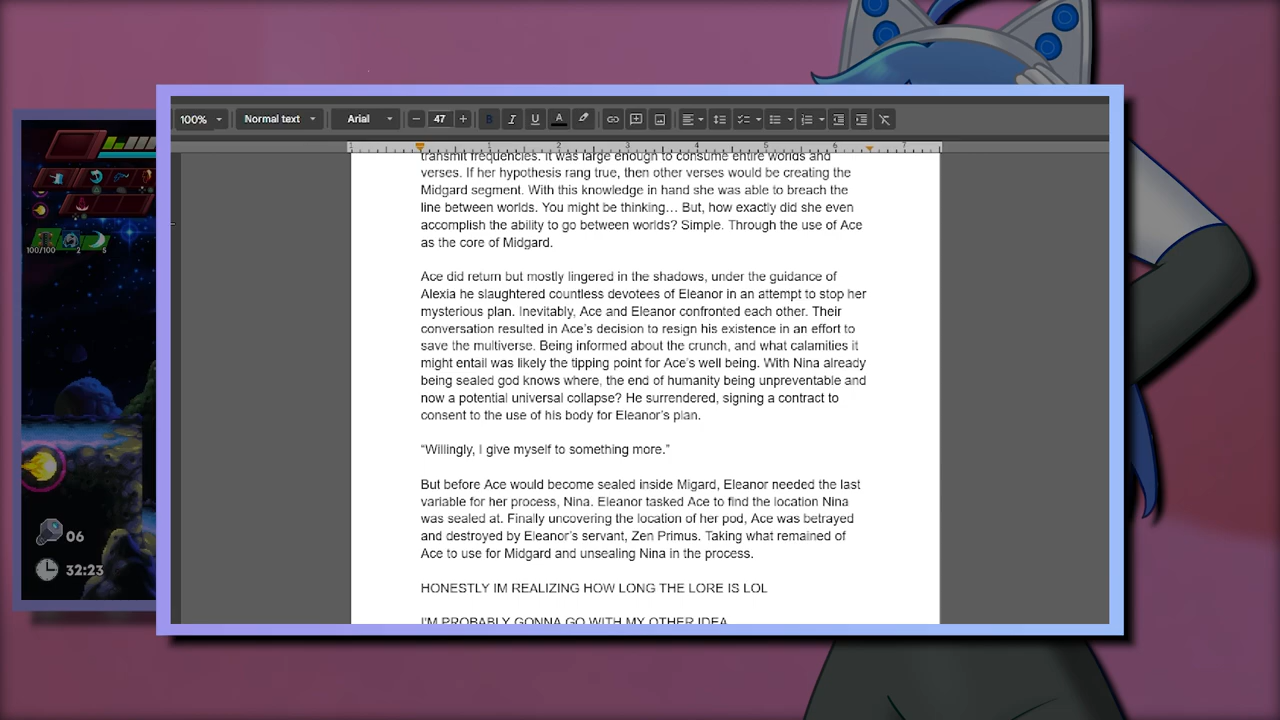 100%
Normal text
Arial
47
B
I
U
A
1
2
3
4
5
6
7
transmit frequencies. It was large enough to consume entire worlds and
verses. If her hypothesis rang true, then other verses would be creating the
Midgard segment. With this knowledge in hand she was able to breach the
line between worlds. You might be thinking… But, how exactly did she even
accomplish the ability to go between worlds? Simple. Through the use of Ace
as the core of Midgard.
Ace did return but mostly lingered in the shadows, under the guidance of
Alexia he slaughtered countless devotees of Eleanor in an attempt to stop her
mysterious plan. Inevitably, Ace and Eleanor confronted each other. Their
conversation resulted in Ace's decision to resign his existence in an effort to
save the multiverse. Being informed about the crunch, and what calamities it
might entail was likely the tipping point for Ace's well being. With Nina already
being sealed god knows where, the end of humanity being unpreventable and
now a potential universal collapse? He surrendered, signing a contract to
consent to the use of his body for Eleanor's plan.
“Willingly, I give myself to something more.”
But before Ace would become sealed inside Migard, Eleanor needed the last
variable for her process, Nina. Eleanor tasked Ace to find the location Nina
was sealed at. Finally uncovering the location of her pod, Ace was betrayed
and destroyed by Eleanor's servant, Zen Primus. Taking what remained of
Ace to use for Midgard and unsealing Nina in the process.
HONESTLY IM REALIZING HOW LONG THE LORE IS LOL
I'M PROBABLY GONNA GO WITH MY OTHER IDEA
100/100
2
06
32:23